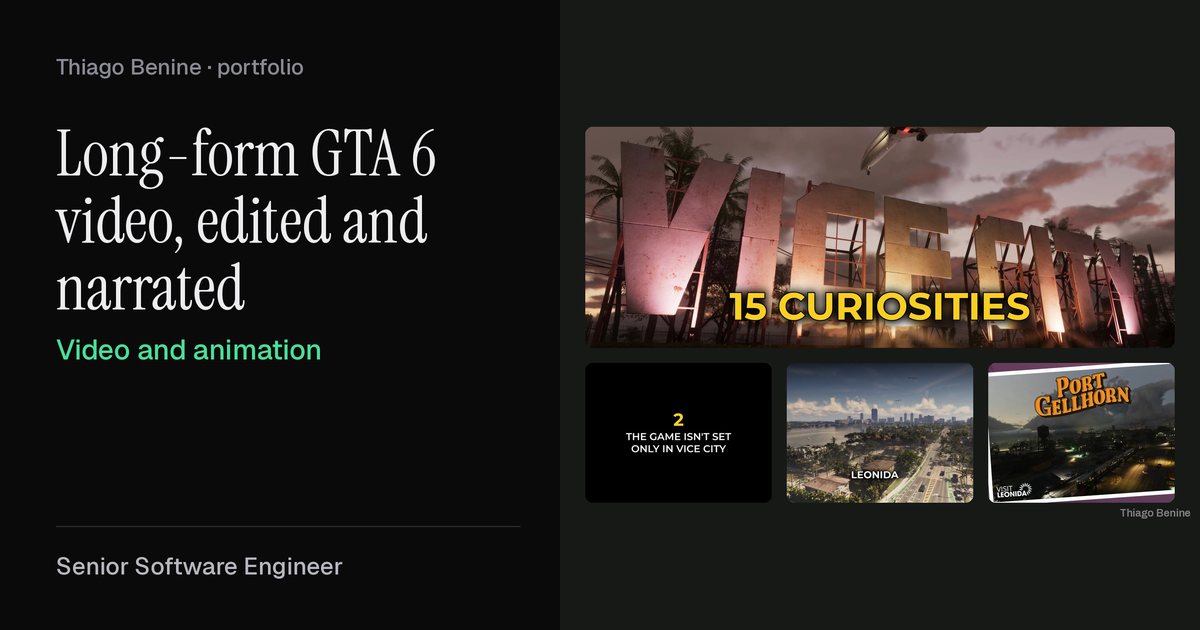 Thiago Benine · portfolio
Long-form GTA 6
video, edited and
narrated
Video and animation
Senior Software Engineer
VICE CITY
15 CURIOSITIES
2
THE GAME ISN'T SET
ONLY IN VICE CITY
LEONIDA
PORT
GELLHORN
VISIT
LEONIDA
Thiago Benine